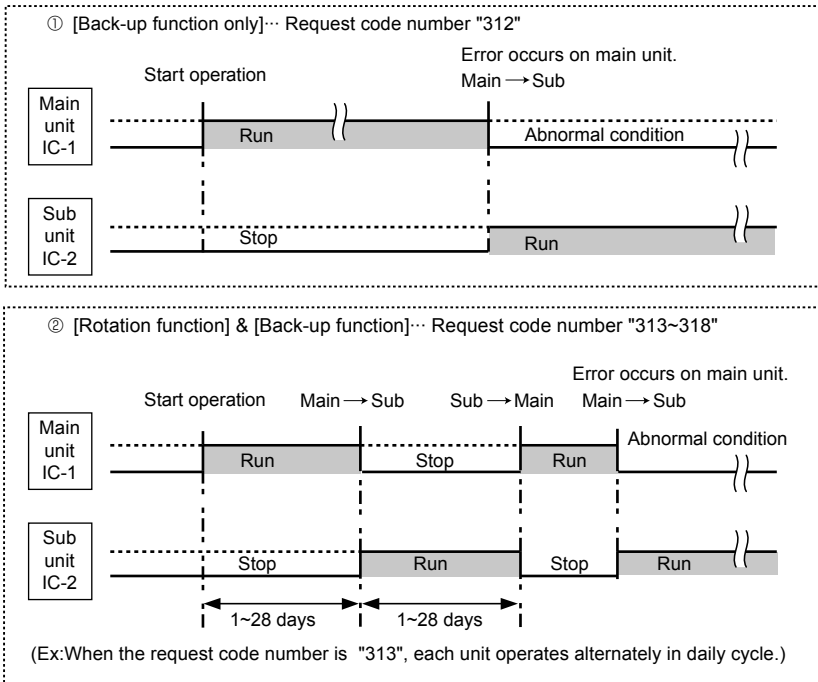 ① [Back-up function only]··· Request code number "312"
Error occurs on main unit.
Start operation
Main → Sub
Main
unit
IC-1
Run
Abnormal condition
Sub
unit
IC-2
Stop
Run
② [Rotation function] & [Back-up function]··· Request code number "313~318"
Error occurs on main unit.
Start operation
Main → Sub
Sub → Main
Main → Sub
Main
unit
IC-1
Abnormal condition
Run
Stop
Run
Sub
unit
IC-2
Stop
Run
Stop
Run
1~28 days
1~28 days
(Ex:When the request code number is "313", each unit operates alternately in daily cycle.)